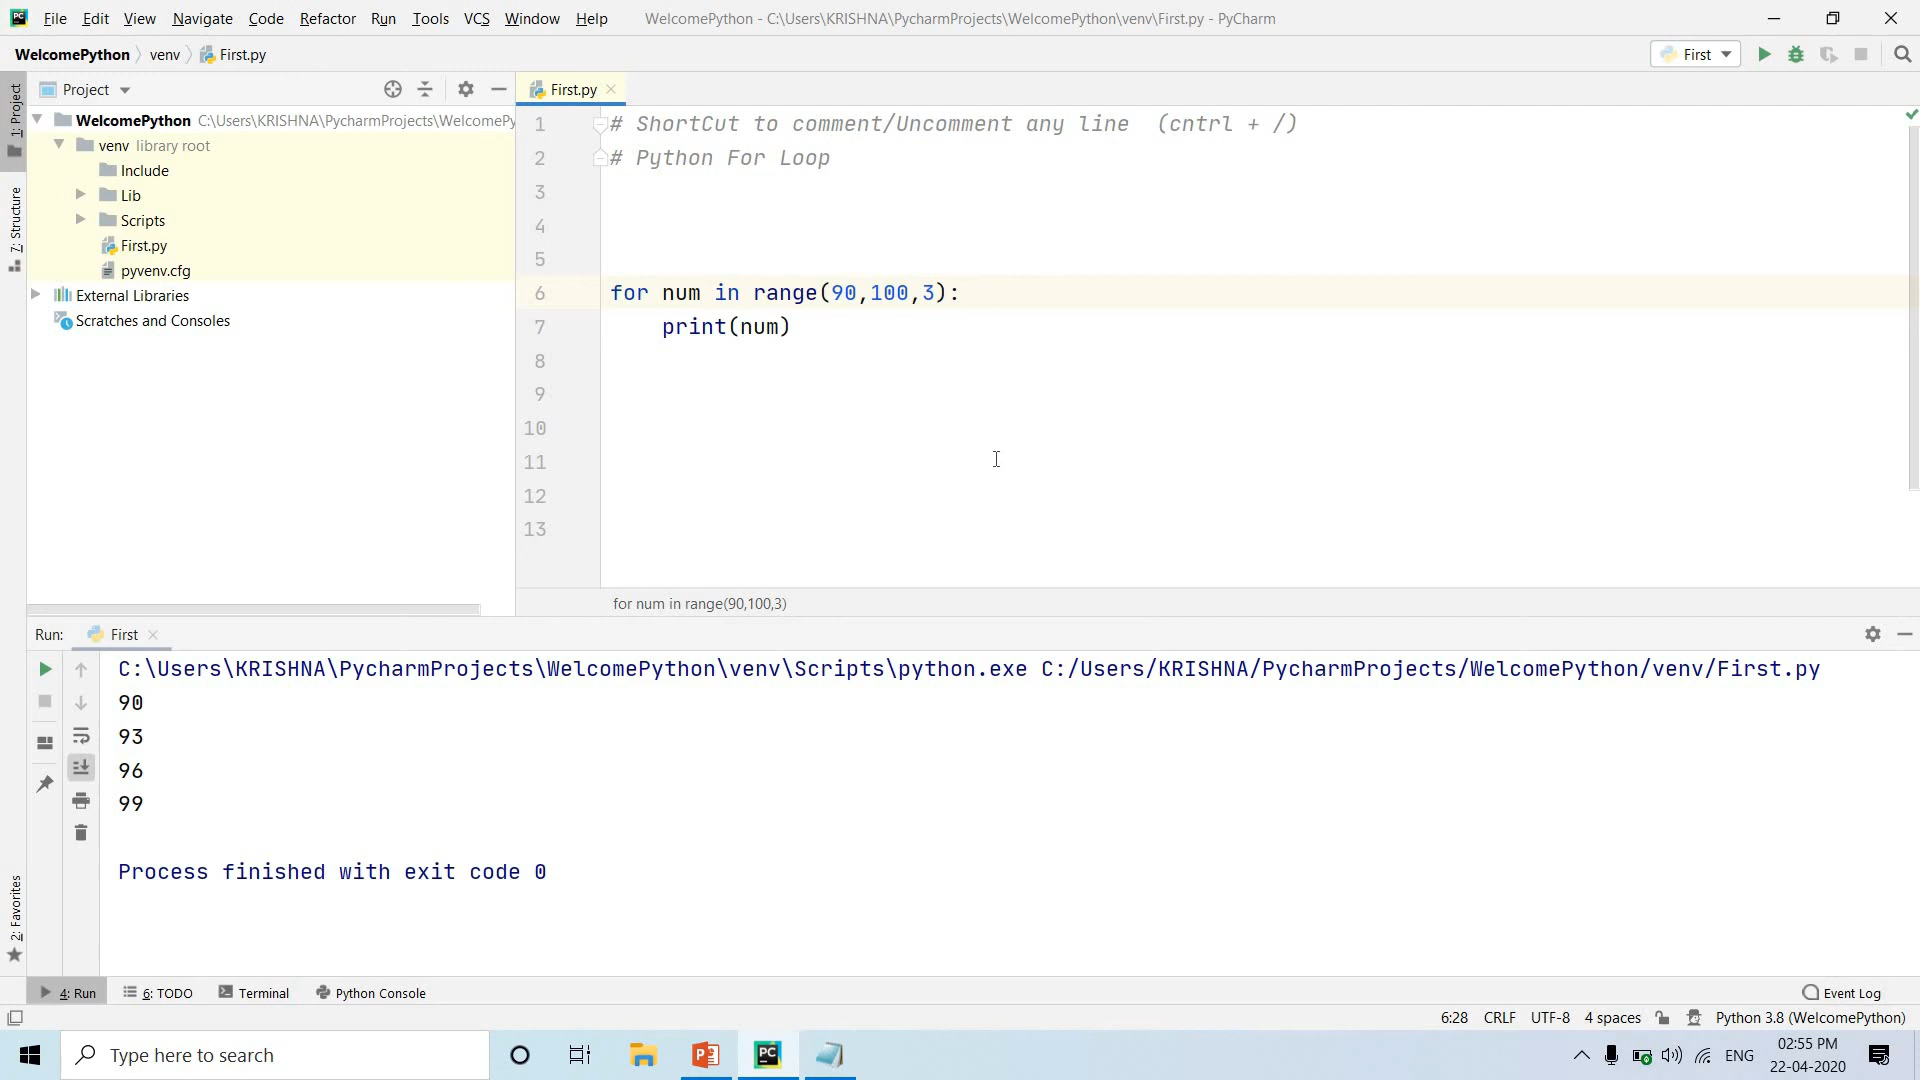 File Edit View Navigate Code Refactor Run Tools VCS Window Help WelcomePython - C:\Users\KRISHNA\PycharmProjects\WelcomePython\venv\First.py - PyCharm
WelcomePython venv First.py First
1: Project
Project
First.py
WelcomePython C:\Users\KRISHNA\PycharmProjects\WelcomePy
venv library root
Include
Lib
Scripts
First.py
pyvenv.cfg
External Libraries
Scratches and Consoles
7: Structure
1 # ShortCut to comment/Uncomment any line (cntrl + /)
2 # Python For Loop
3
4
5
6 for num in range(90,100,3):
7 print(num)
8
9
10
11
12
13
for num in range(90,100,3)
Run: First
C:\Users\KRISHNA\PycharmProjects\WelcomePython\venv\Scripts\python.exe C:/Users/KRISHNA/PycharmProjects/WelcomePython/venv/First.py
90
93
96
99
Process finished with exit code 0
2: Favorites
4: Run 6: TODO Terminal Python Console Event Log
6:28 CRLF UTF-8 4 spaces Python 3.8 (WelcomePython)
Type here to search
ENG
02:55 PM
22-04-2020